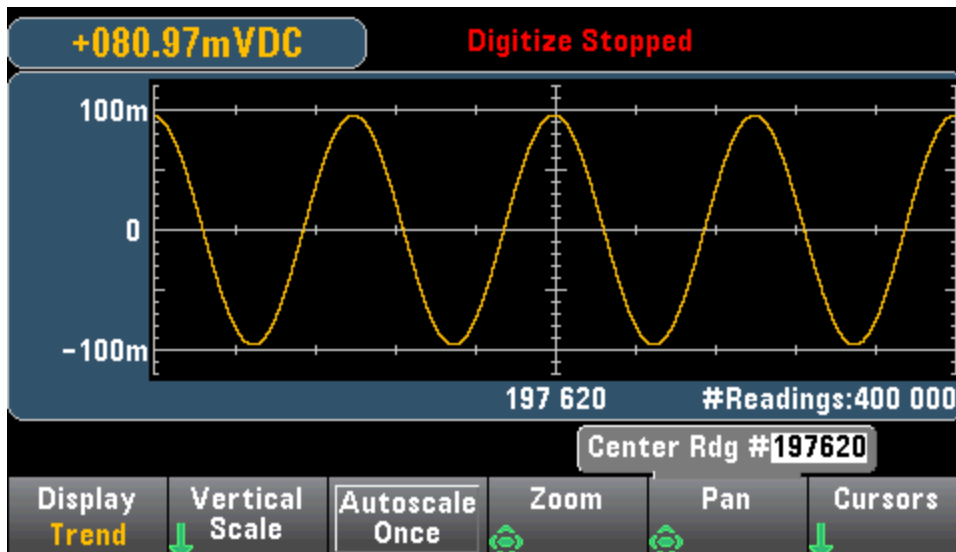 +080.97mVDC
Digitize Stopped
100m
0
-100m
197 620
#Readings:400 000
Center Rdg #197620
Display
Trend
Vertical
Scale
Autoscale
Once
Zoom
Pan
Cursors